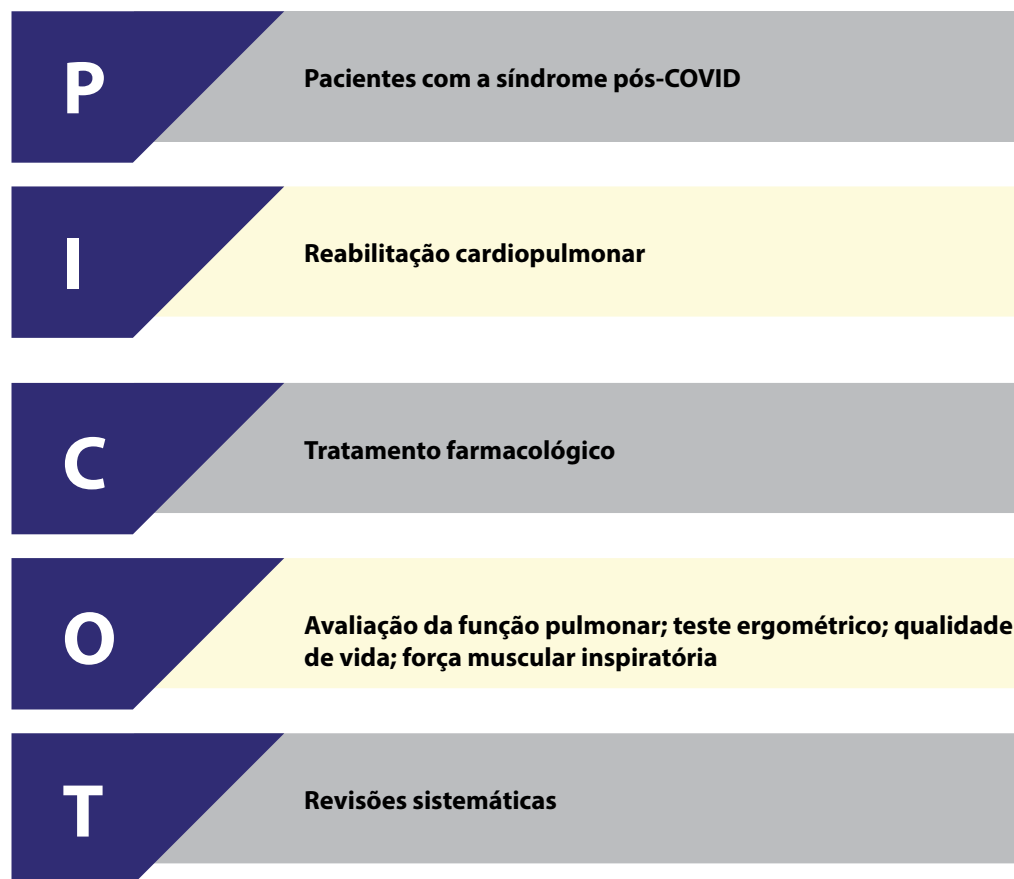 P
Pacientes com a síndrome pós-COVID
I
Reabilitação cardiopulmonar
C
Tratamento farmacológico
O
Avaliação da função pulmonar; teste ergométrico; qualidade
de vida; força muscular inspiratória
T
Revisões sistemáticas